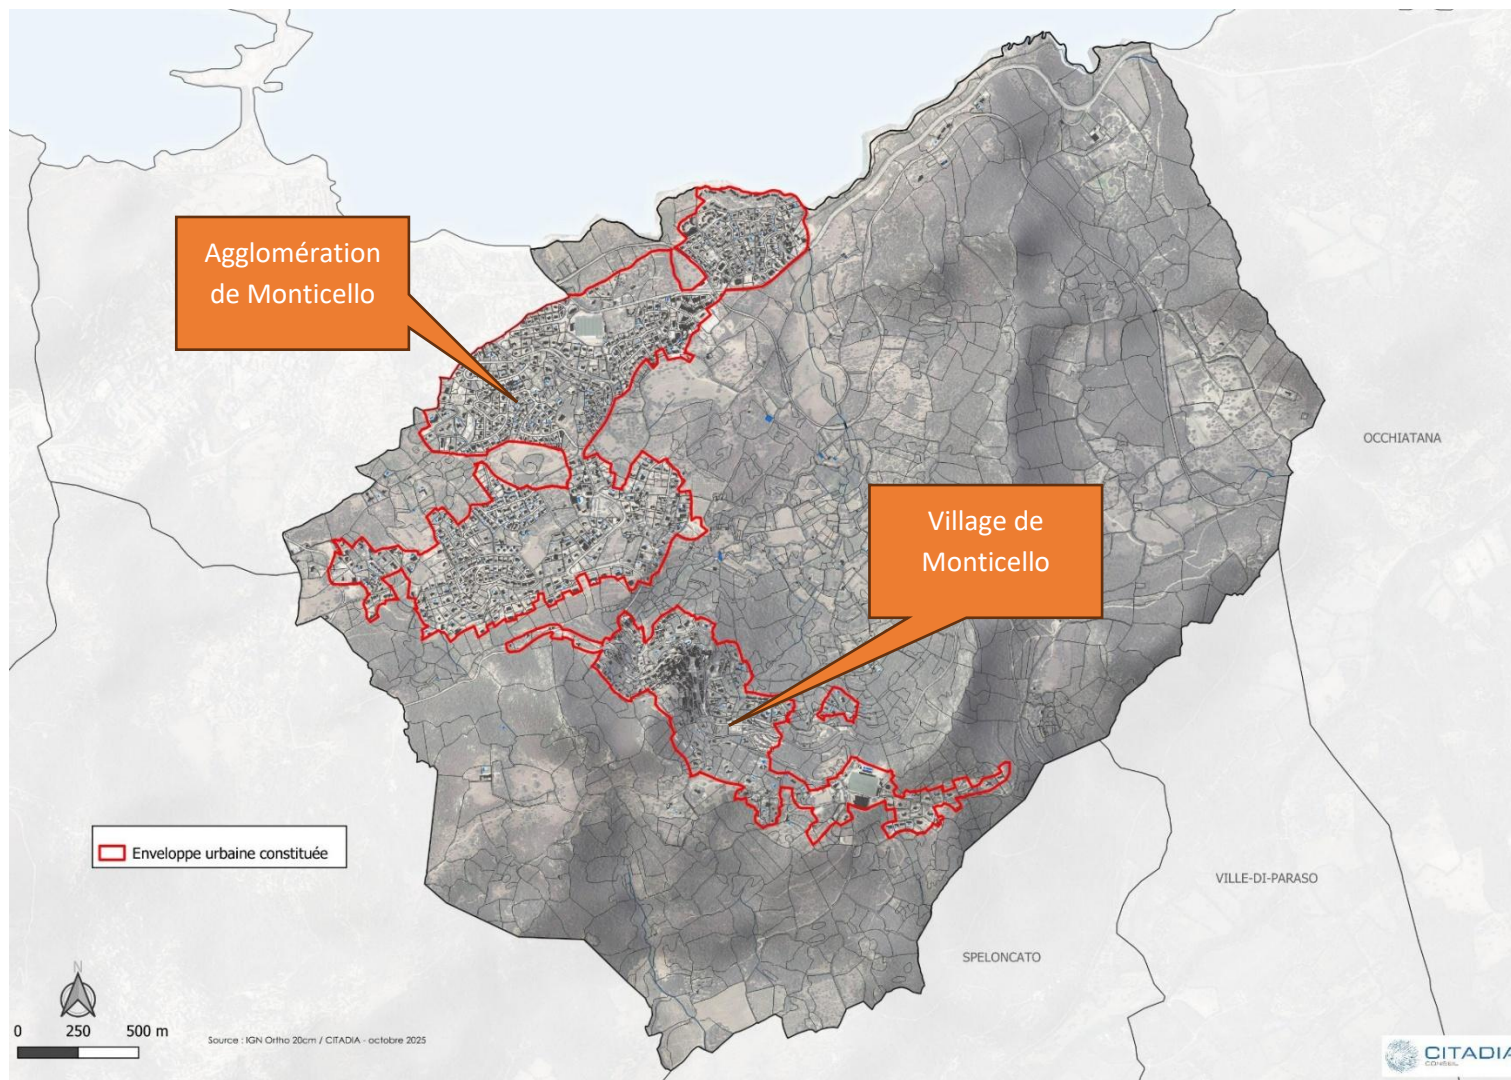 Agglomération
de Monticello
OCCHIATANA
Village de
Monticello
Enveloppe urbaine constituée
VILLE-DI-PARASO
SPELONCATO
N
0 250 500 m
Source : IGN Ortho 20cm / CITADIA - octobre 2025
CITADIA
CONSEIL